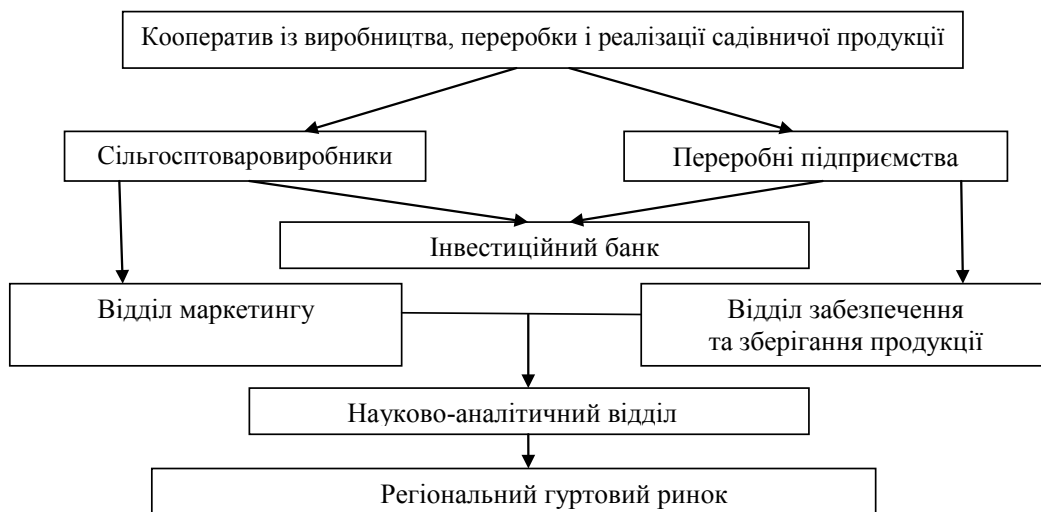 Кооператив із виробництва, переробки і реалізації садівничої продукції
Сільгосптоваровиробники
Переробні підприємства
Інвестиційний банк
Відділ маркетингу
Відділ забезпечення
та зберігання продукції
Науково-аналітичний відділ
Регіональний гуртовий ринок